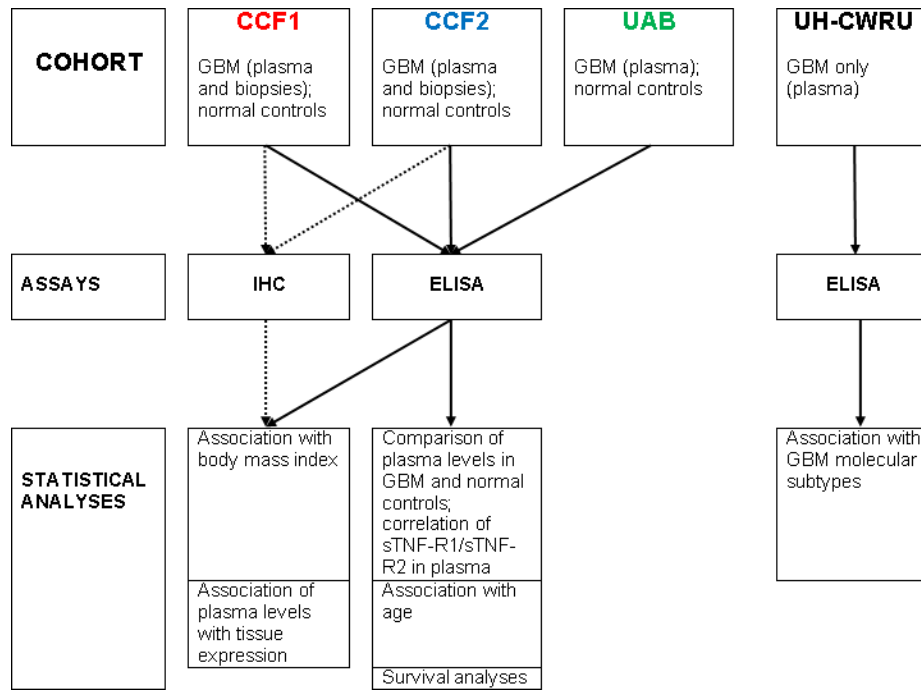 COHORT
CCF1
GBM (plasma
and biopsies);
normal controls
CCF2
GBM (plasma
and biopsies);
normal controls
UAB
GBM (plasma);
normal controls
UH-CWRU
GBM only
(plasma)
ASSAYS
IHC
ELISA
ELISA
STATISTICAL
ANALYSES
Association with
body mass index
Association of
plasma levels
with tissue
expression
Comparison of
plasma levels in
GBM and normal
controls;
correlation of
sTNF-R1/sTNF-
R2 in plasma
Association with
age
Survival analyses
Association with
GBM molecular
subtypes